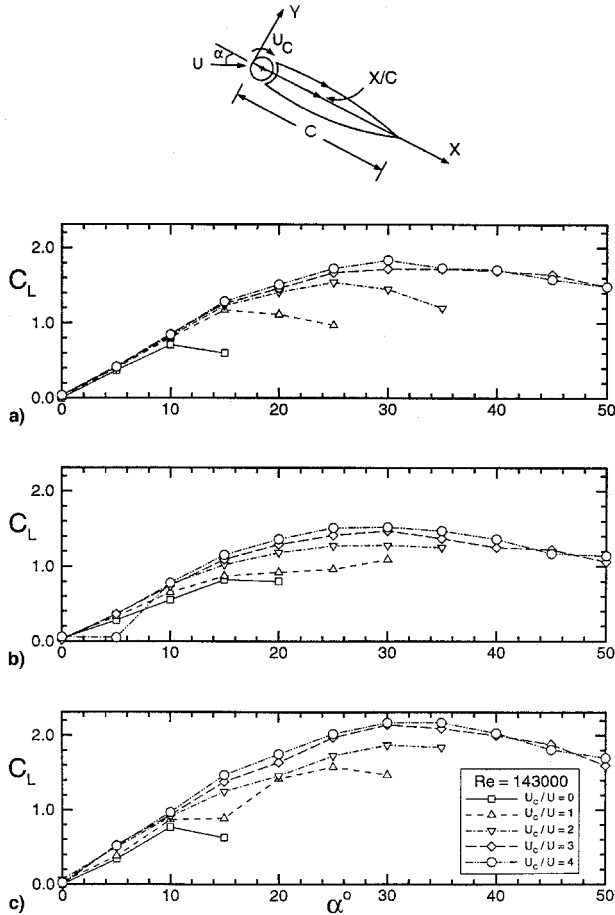 Y
U_C
α
U
X/C
C
X
2.0
C_L
1.0
0.0
a)
0 10 20 30 40 50
2.0
C_L
1.0
0.0
b)
0 10 20 30 40 50
2.0
C_L
1.0
0.0
Re = 143000
U_c / U = 0
U_c / U = 1
U_c / U = 2
U_c / U = 3
U_c / U = 4
c)
0 10 20 30 40 50
α°